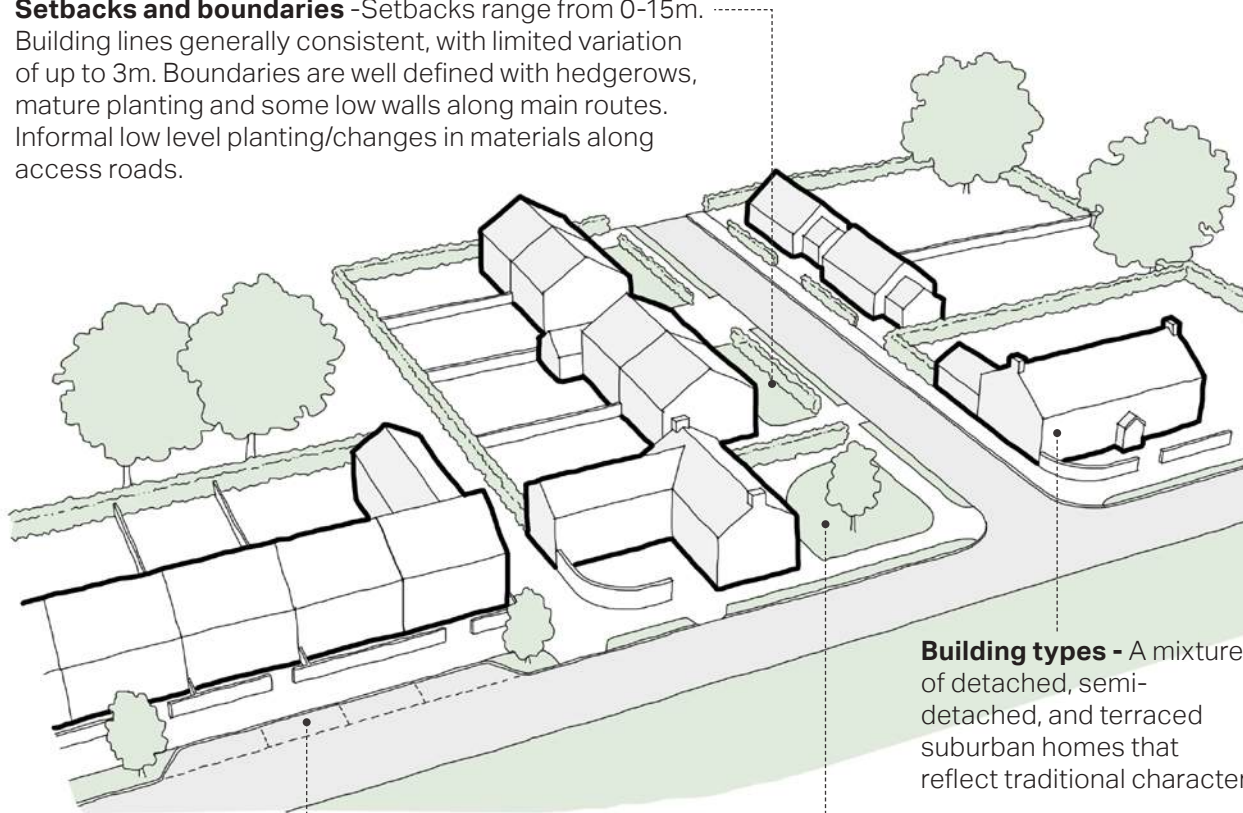 Setbacks and boundaries -Setbacks range from 0-15m.
Building lines generally consistent, with limited variation
of up to 3m. Boundaries are well defined with hedgerows,
mature planting and some low walls along main routes.
Informal low level planting/changes in materials along
access roads.
Building types - A mixture
of detached, semi-
detached, and terraced
suburban homes that
reflect traditional character